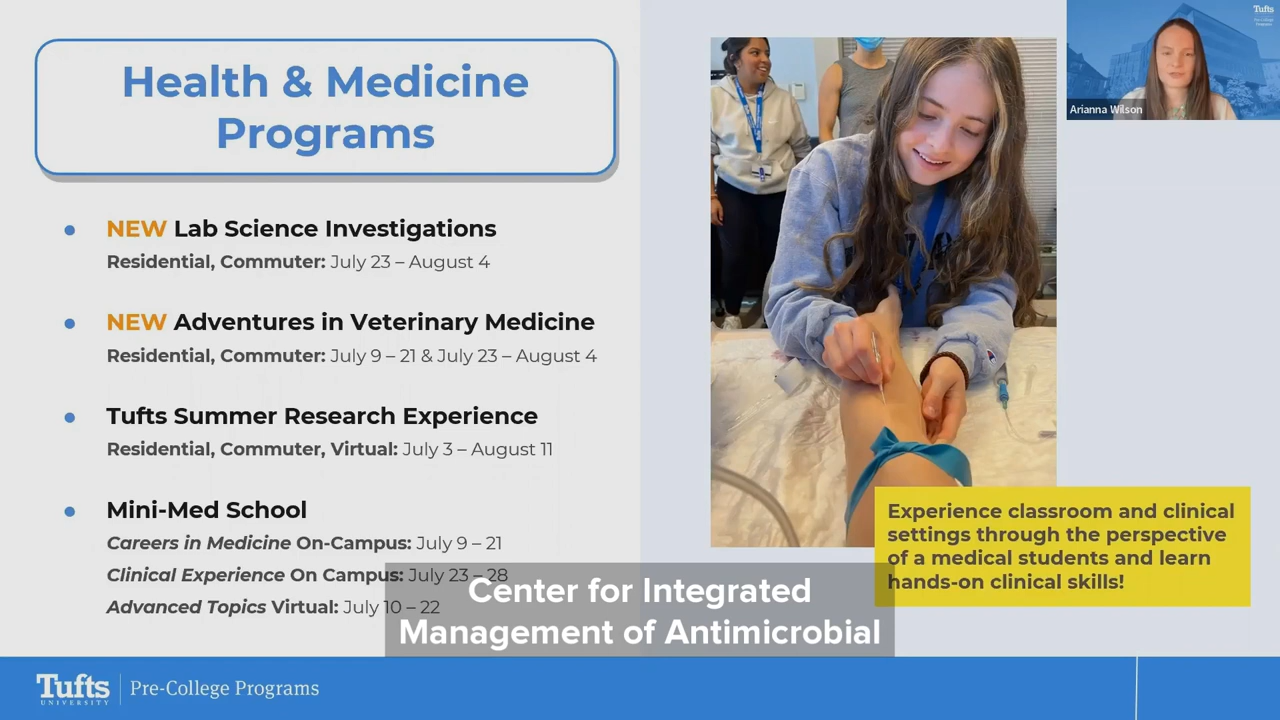 Health & Medicine
Programs
NEW Lab Science Investigations
Residential, Commuter: July 23 – August 4
NEW Adventures in Veterinary Medicine
Residential, Commuter: July 9 – 21 & July 23 – August 4
Tufts Summer Research Experience
Residential, Commuter, Virtual: July 3 – August 11
Mini-Med School
Careers in Medicine On-Campus: July 9 – 21
Clinical Experience On Campus: July 23 – 28
Advanced Topics Virtual: July 10 – 22
Tufts
Arianna Wilson
Experience classroom and clinical
settings through the perspective
of a medical students and learn
hands-on clinical skills!
Center for Integrated
Management of Antimicrobial
Tufts
UNIVERSITY
Pre-College Programs